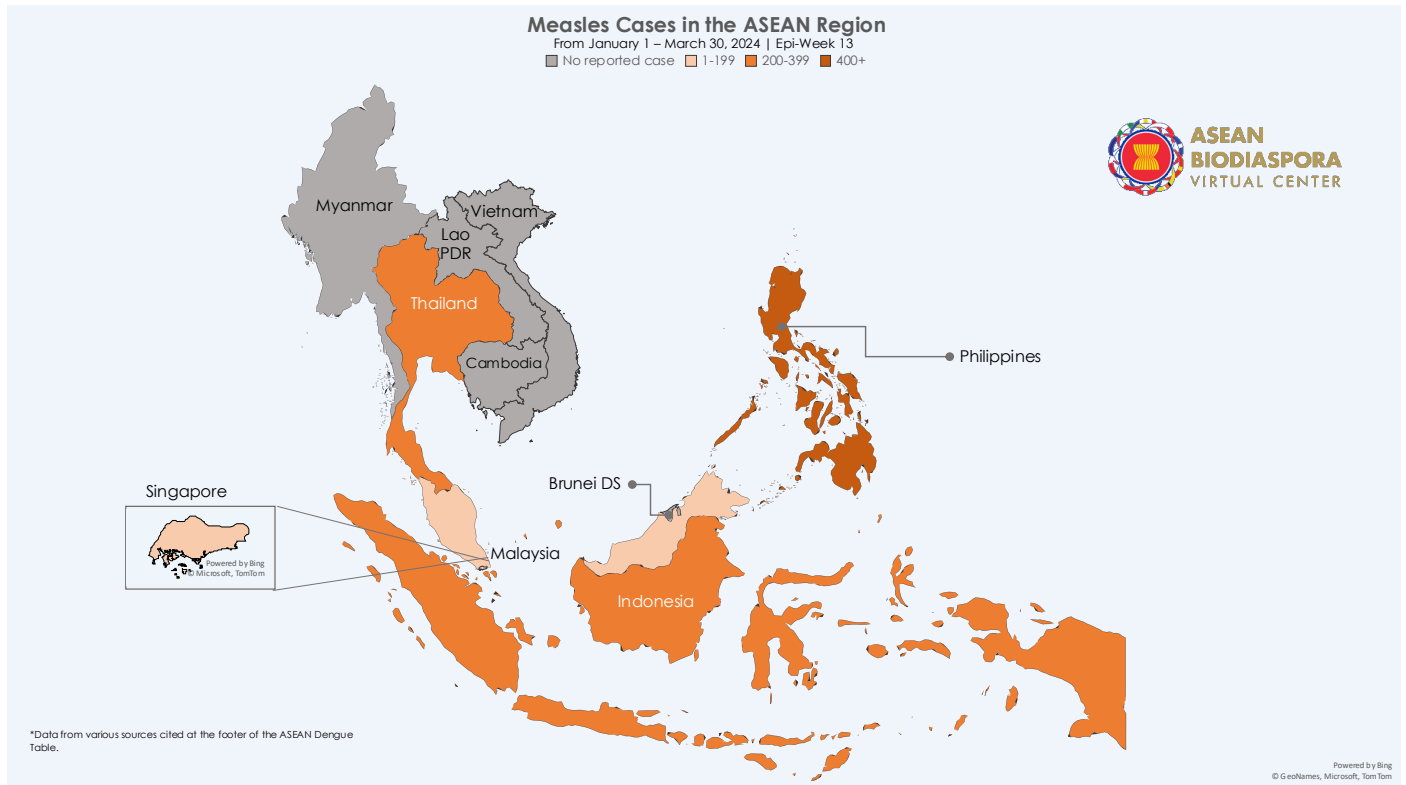 Measles Cases in the ASEAN Region
From January 1 – March 30, 2024 | Epi-Week 13
No reported case 1-199 200-399 400+
ASEAN
BIODIASPORA
VIRTUAL CENTER
Myanmar
Vietnam
Lao
PDR
Thailand
Cambodia
Philippines
Brunei DS
Singapore
Powered by Bing
© Microsoft, TomTom
Malaysia
Indonesia
*Data from various sources cited at the footer of the ASEAN Dengue
Table.
Powered by Bing
© GeoNames, Microsoft, TomTom